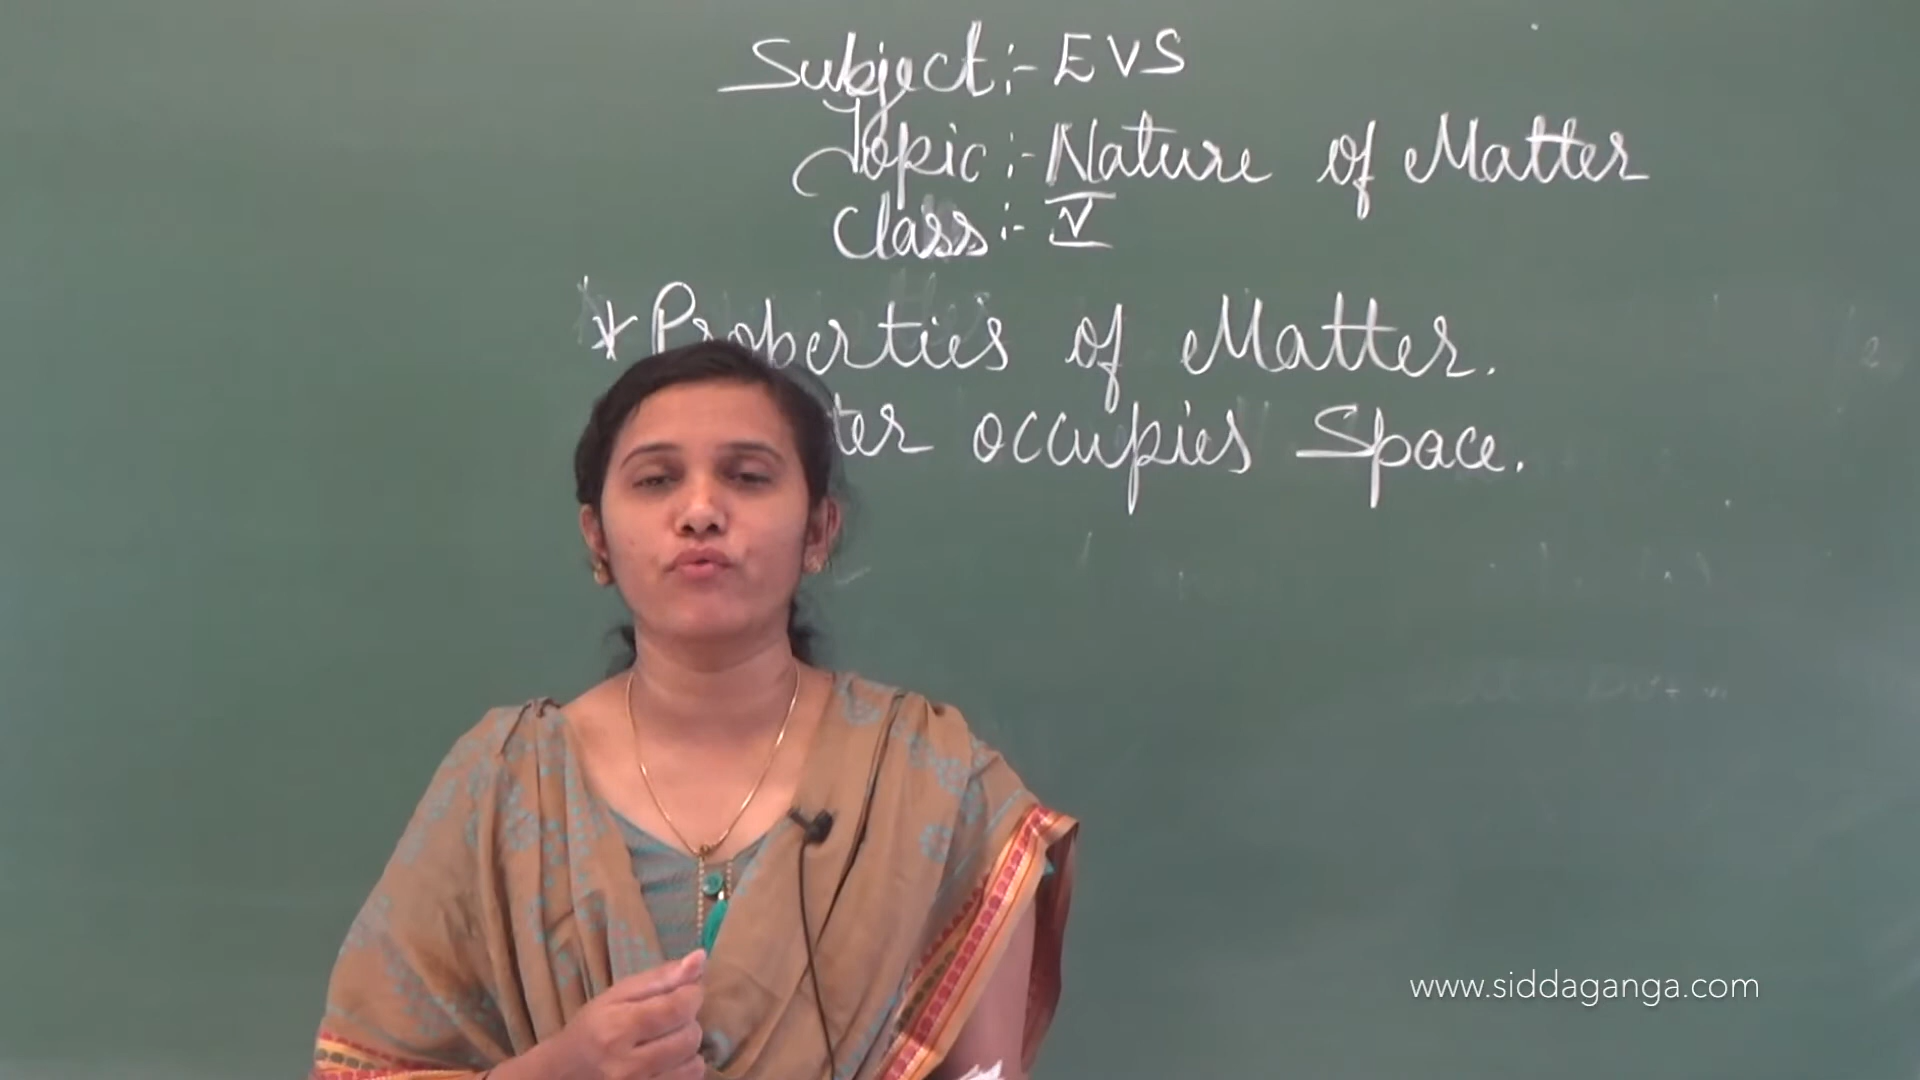 Subject:- EVS
Topic:- Nature of Matter
Class:- V
* Properties of Matter.
occupies Space.
www.siddaganga.com